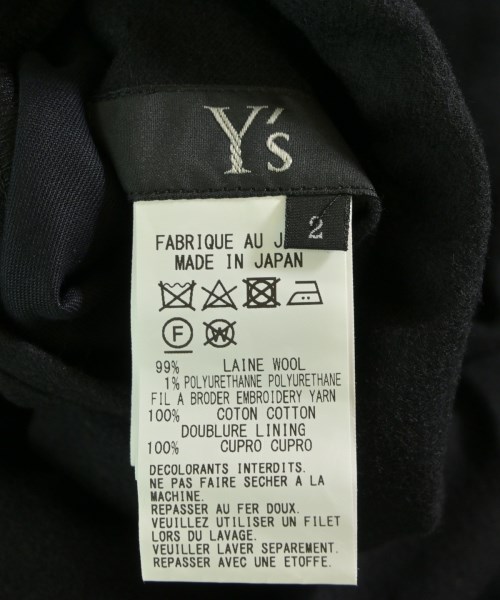 Y's
2
FABRIQUE AU J
MADE IN JAPAN
F
W
99% LAINE WOOL
1% POLYURETHANNE POLYURETHANE
FIL A BRODER EMBROIDERY YARN
100% COTON COTTON
DOUBLURE LINING
100% CUPRO CUPRO
DECOLORANTS INTERDITS.
NE PAS FAIRE SECHER A LA
MACHINE.
REPASSER AU FER DOUX.
VEUILLEZ UTILISER UN FILET
LORS DU LAVAGE.
VEUILLER LAVER SEPAREMENT.
REPASSER AVEC UNE ETOFFE.